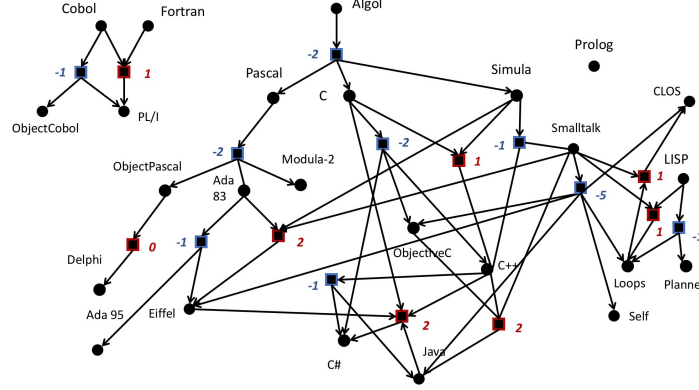 Cobol
Fortran
Algol
-2
Prolog
-1
1
Pascal
C
Simula
CLOS
ObjectCobol
PL/I
Smalltalk
-2
-2
1
-1
LISP
ObjectPascal
Ada
83
Modula-2
1
-5
Delphi
0
-1
2
ObjectiveC
C++
1
Loops
Planne
Ada 95
Eiffel
-1
2
2
Self
C#
Java